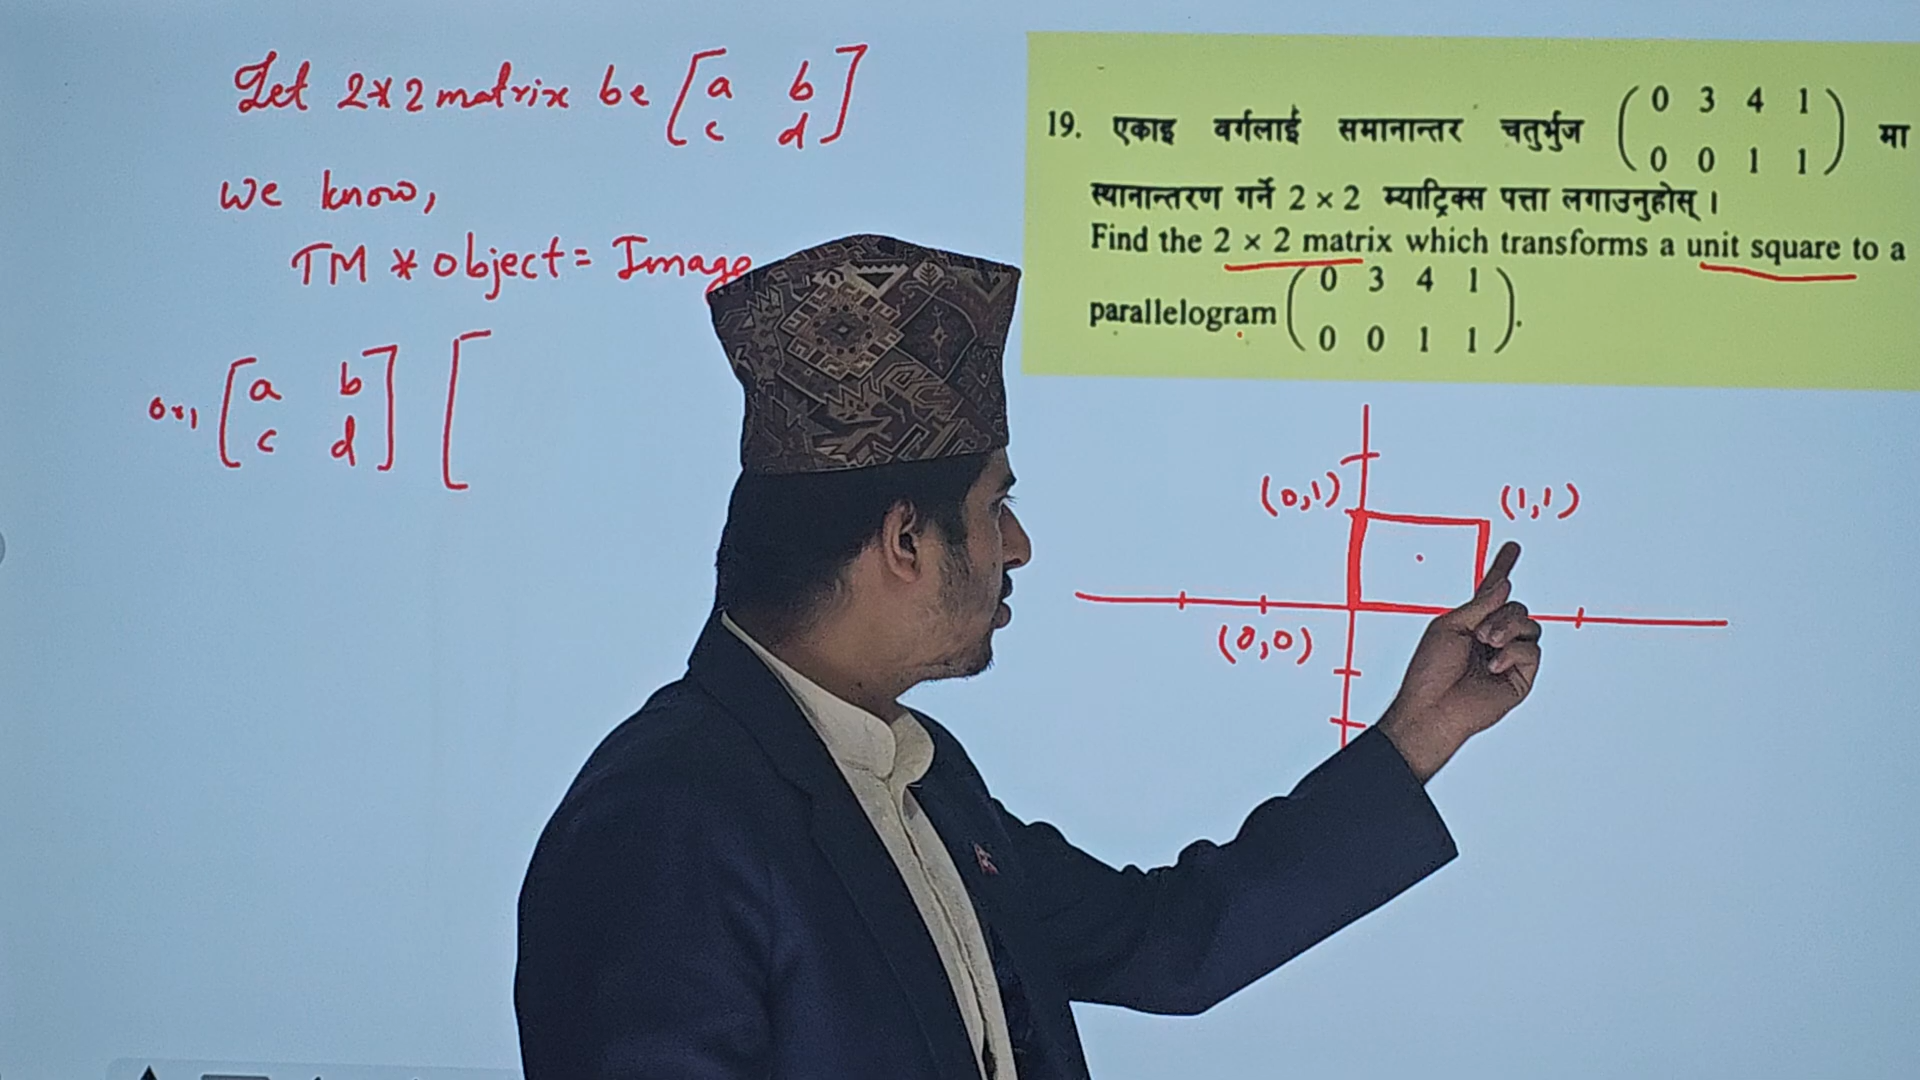 Let 2*2 matrix be [a b
c d]
We know,
TM * object = Image
or, [a b
c d] [
19. एकाइ वर्गलाई समानान्तर चतुर्भुज (0 3 4 1
0 0 1 1) मा
स्थानान्तरण गर्ने 2 × 2 म्याट्रिक्स पत्ता लगाउनुहोस् ।
Find the 2 × 2 matrix which transforms a unit square to a
parallelogram (0 3 4 1
0 0 1 1).
(0,1) (1,1)
(0,0)